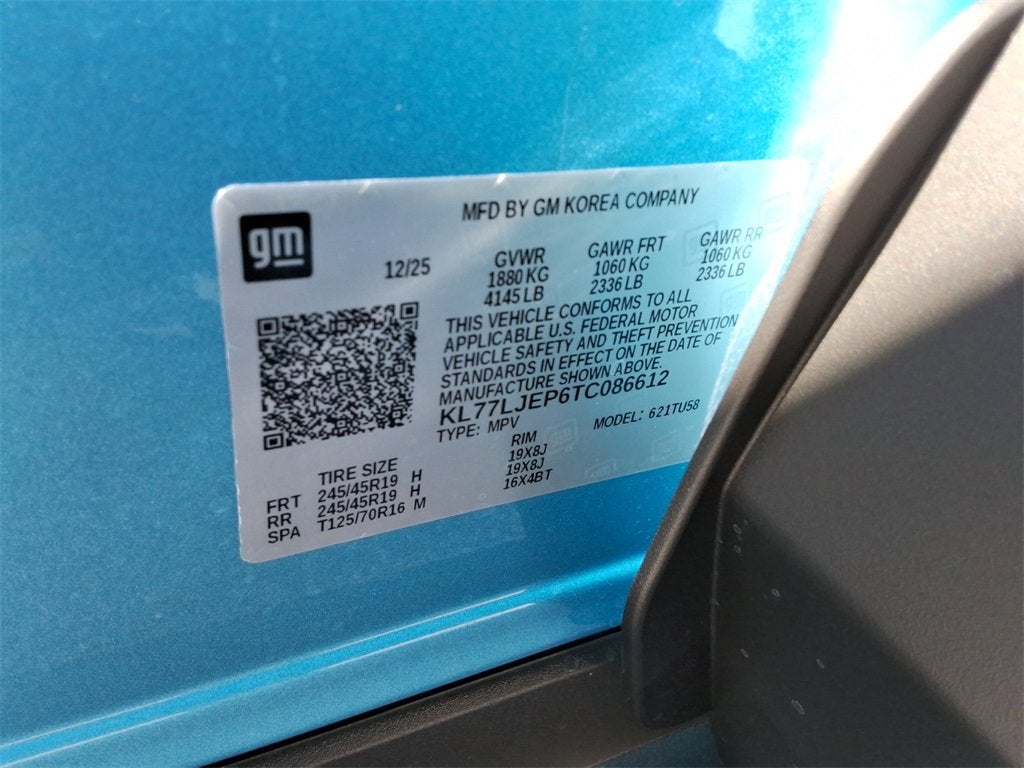 gm
MFD BY GM KOREA COMPANY
12/25
GVWR GAWR FRT GAWR RR
1880 KG 1060 KG 1060 KG
4145 LB 2336 LB 2336 LB
THIS VEHICLE CONFORMS TO ALL
APPLICABLE U.S. FEDERAL MOTOR
VEHICLE SAFETY AND THEFT PREVENTION
STANDARDS IN EFFECT ON THE DATE OF
MANUFACTURE SHOWN ABOVE.
KL77LJEP6TC086612
TYPE: MPV MODEL: 621TU58
TIRE SIZE RIM
FRT 245/45R19 H 19X8J
RR 245/45R19 H 19X8J
SPA T125/70R16 M 16X4BT